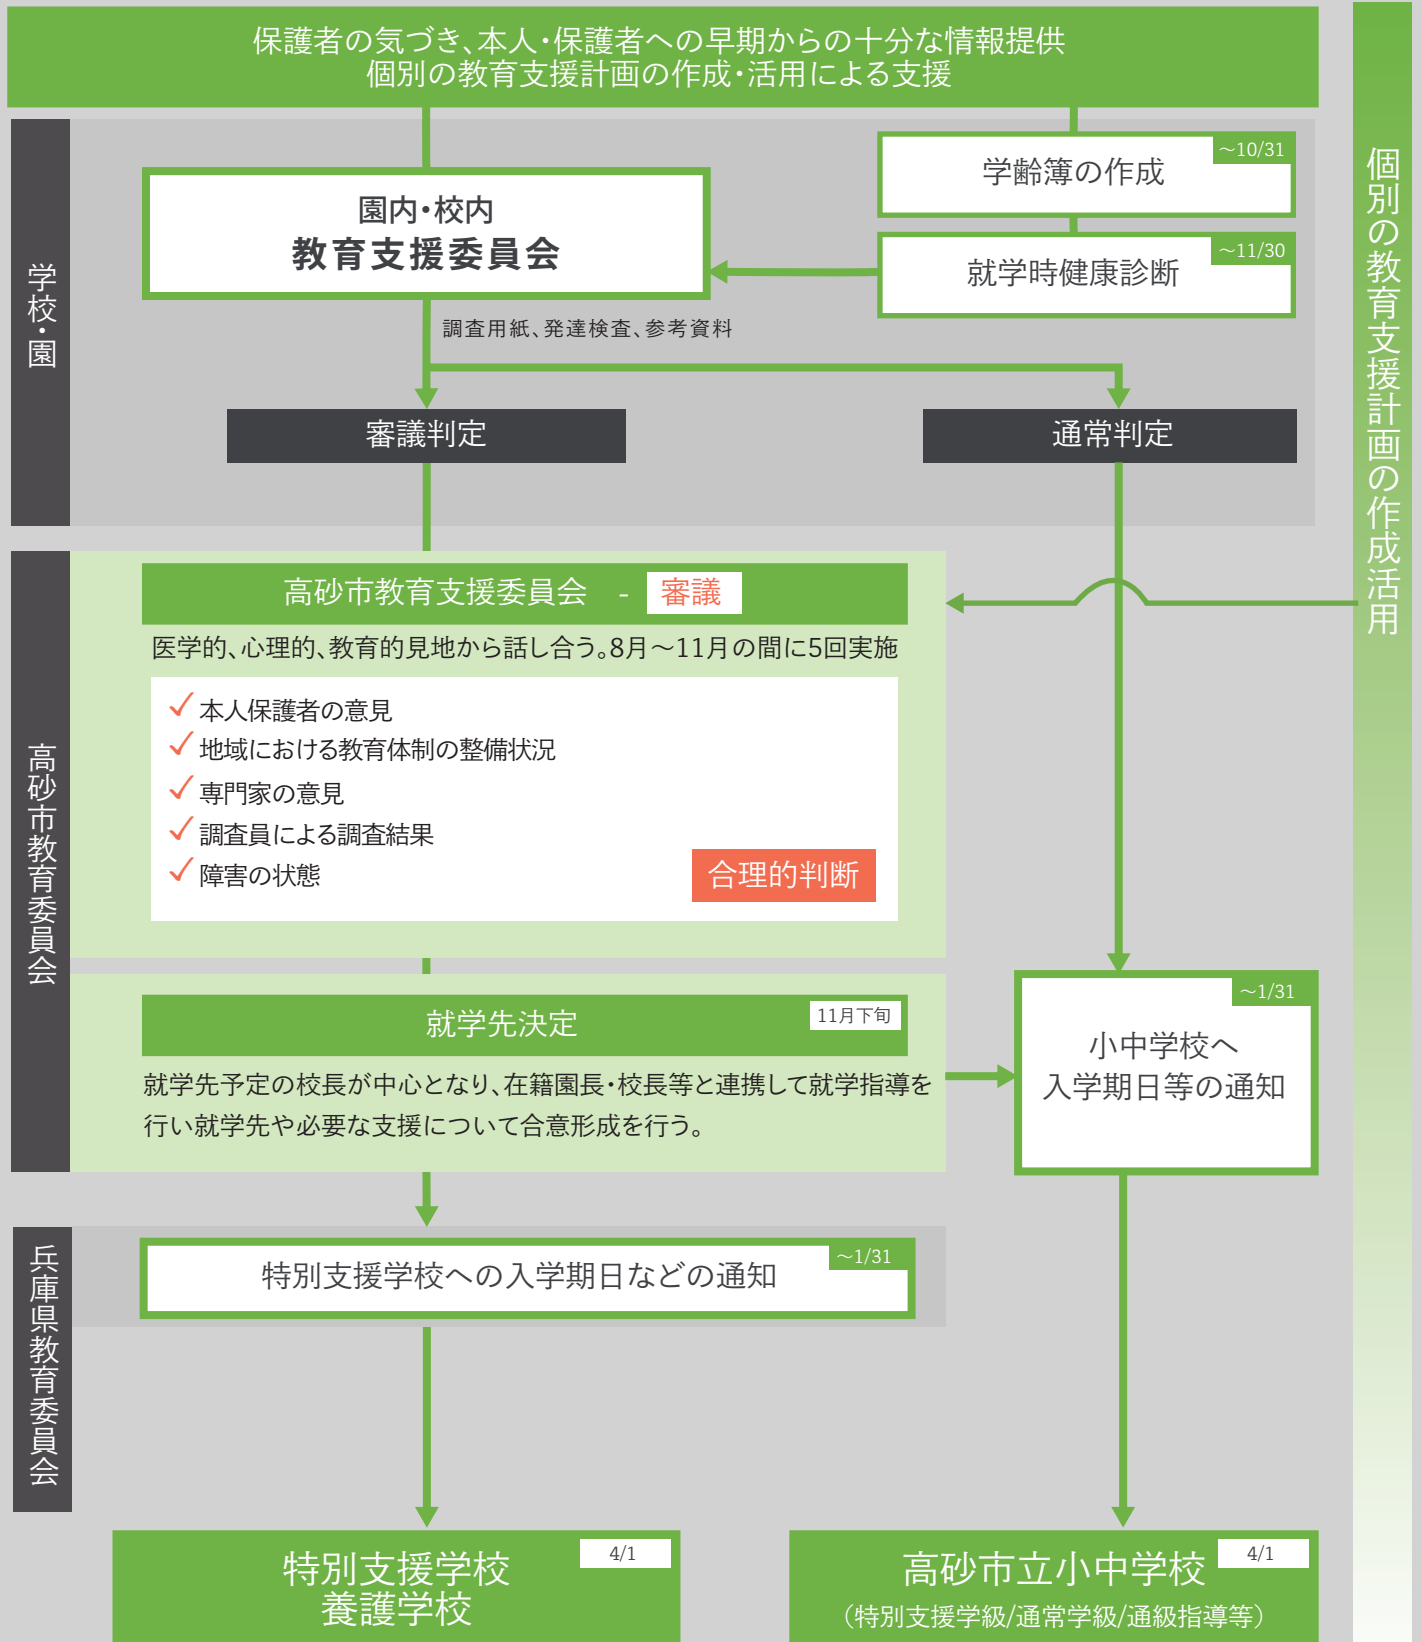 保護者の気づき、本人・保護者への早期からの十分な情報提供
個別の教育支援計画の作成・活用による支援
個別の教育支援計画の作成活用
学校・園
園内・校内
教育支援委員会
～10/31
学齢簿の作成
～11/30
就学時健康診断
調査用紙、発達検査、参考資料
審議判定
通常判定
高砂市教育委員会
高砂市教育支援委員会 - 審議
医学的、心理的、教育的見地から話し合う。8月～11月の間に5回実施
✓本人保護者の意見
✓地域における教育体制の整備状況
✓専門家の意見
✓調査員による調査結果
✓障害の状態
合理的判断
就学先決定
11月下旬
就学先予定の校長が中心となり、在籍園長・校長等と連携して就学指導を
行い就学先や必要な支援について合意形成を行う。
～1/31
小中学校へ
入学期日等の通知
兵庫県教育委員会
～1/31
特別支援学校への入学期日などの通知
特別支援学校
養護学校
4/1
高砂市立小中学校
4/1
（特別支援学級/通常学級/通級指導等）